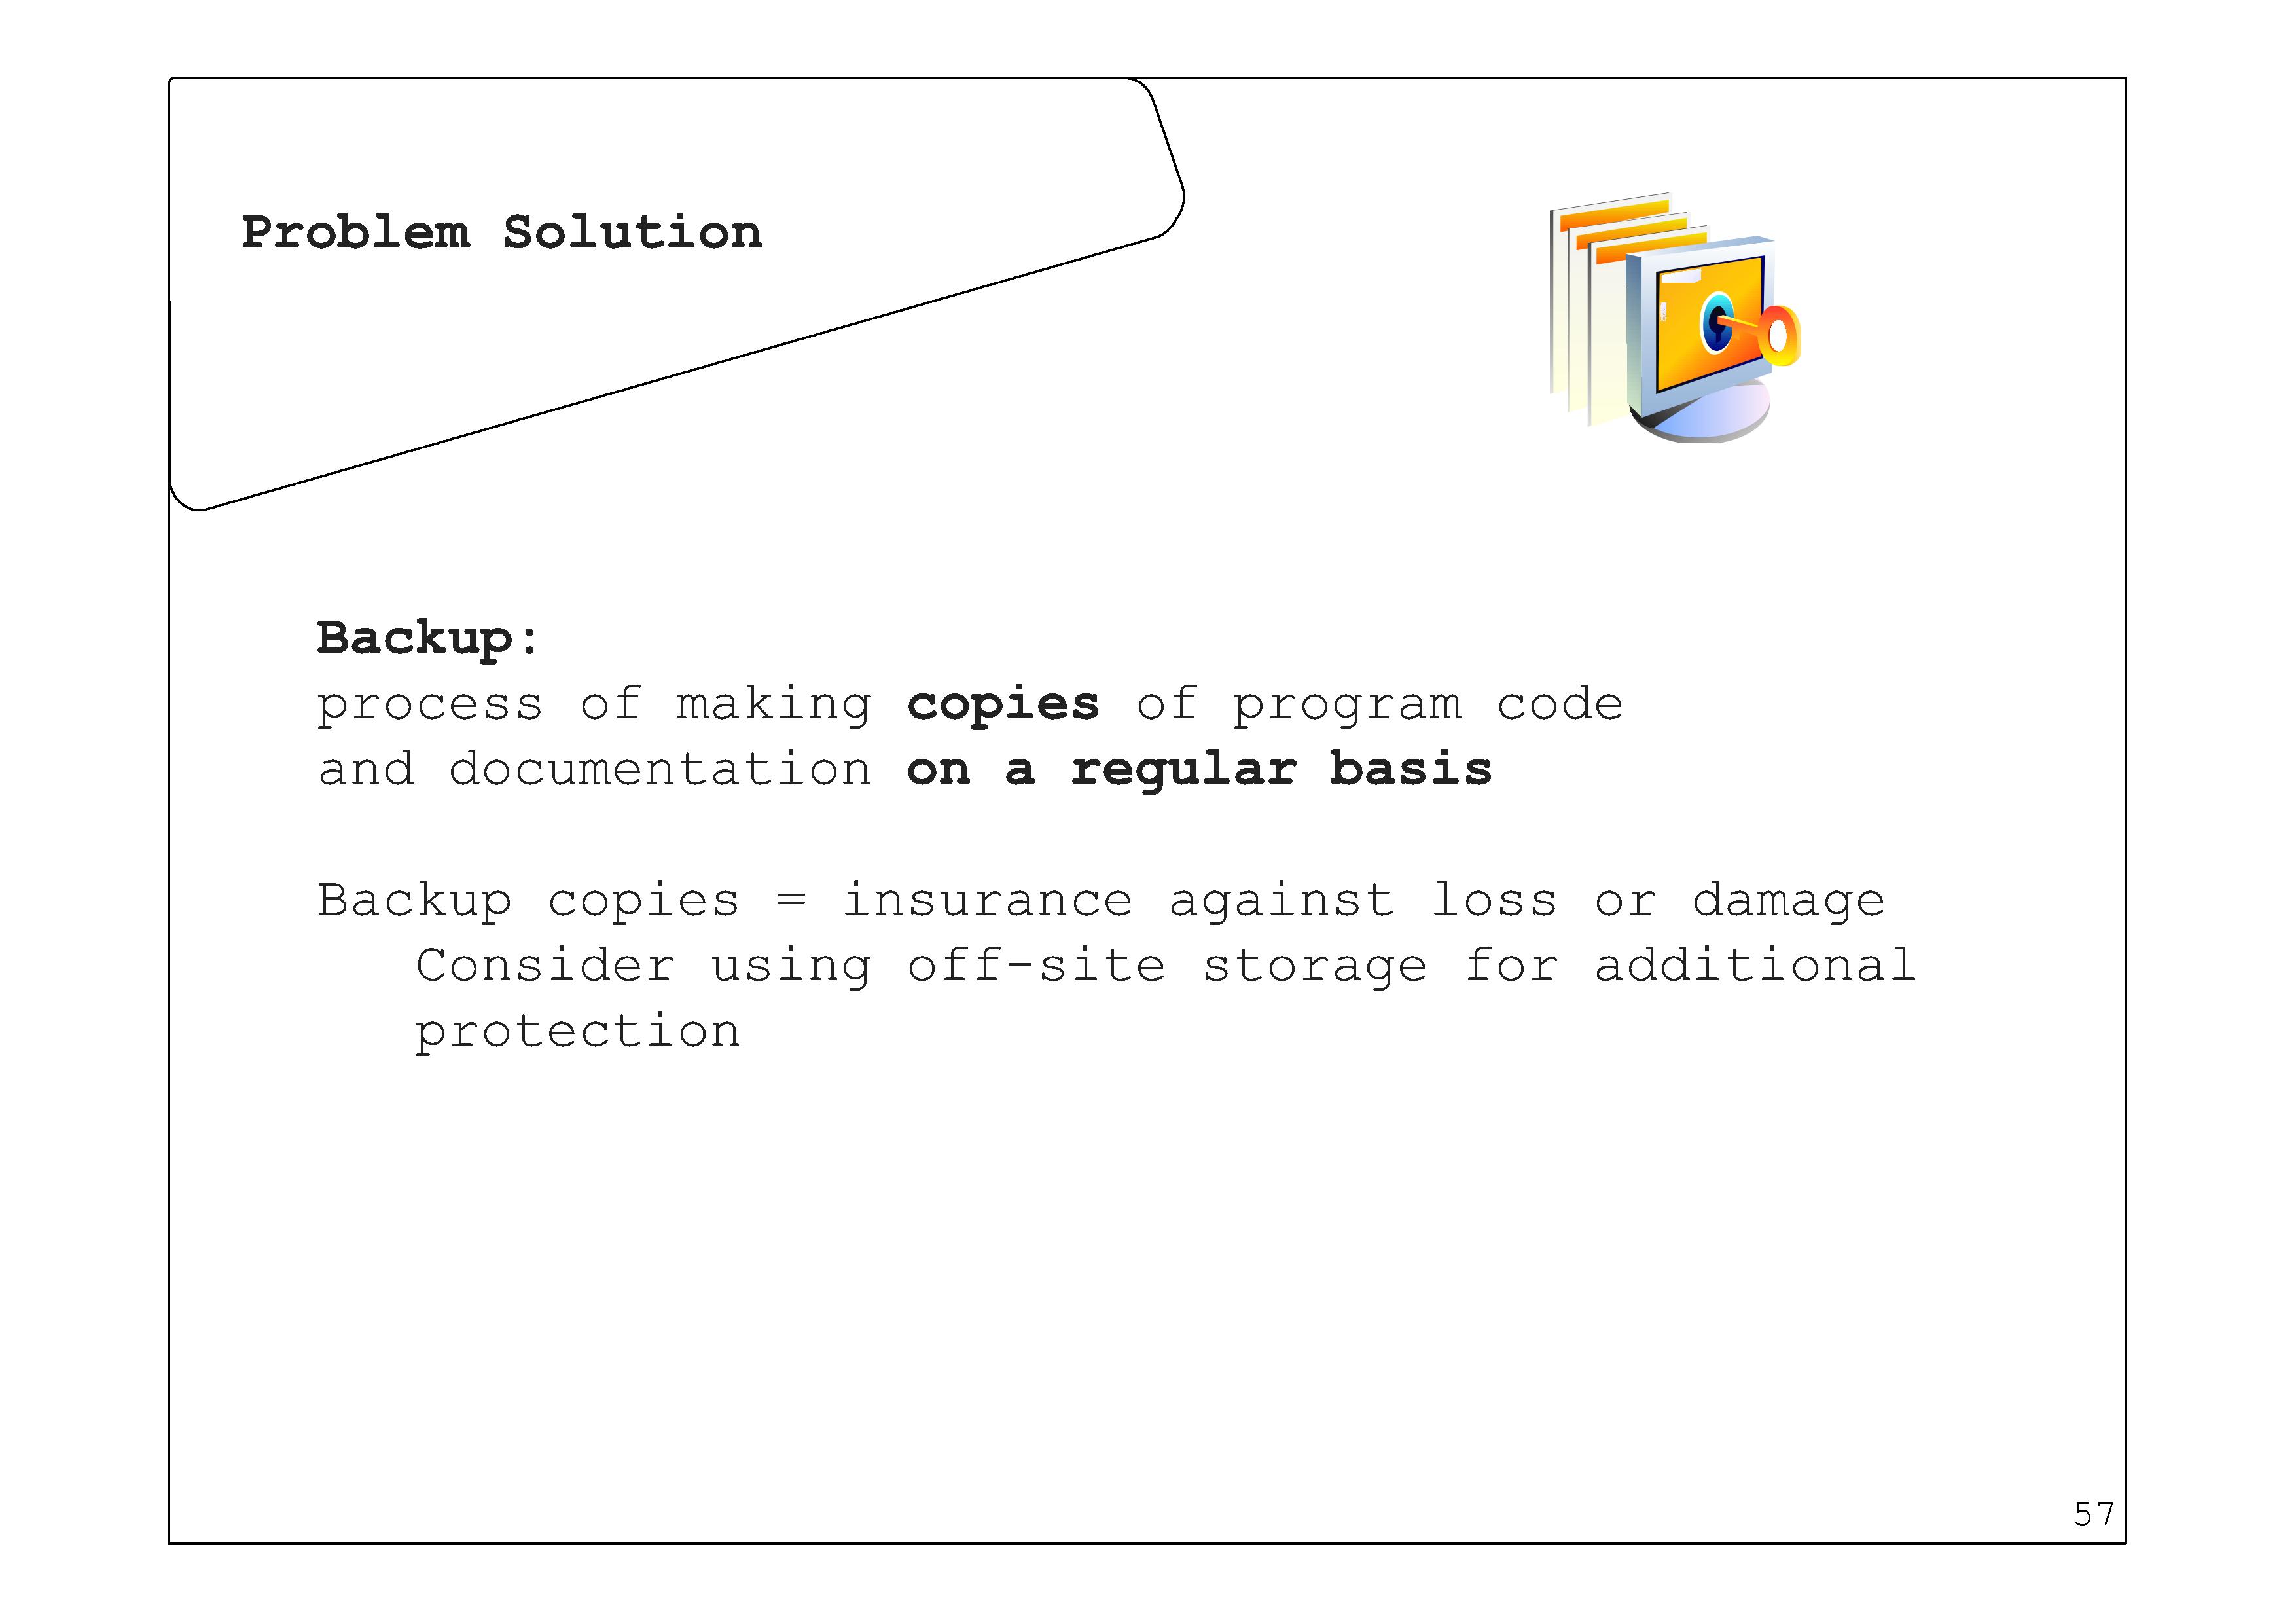 Problem Solution
Backup:
process of making copies of program code
and documentation on a regular basis
Backup copies = insurance against loss or damage
Consider using off-site storage for additional
protection
57